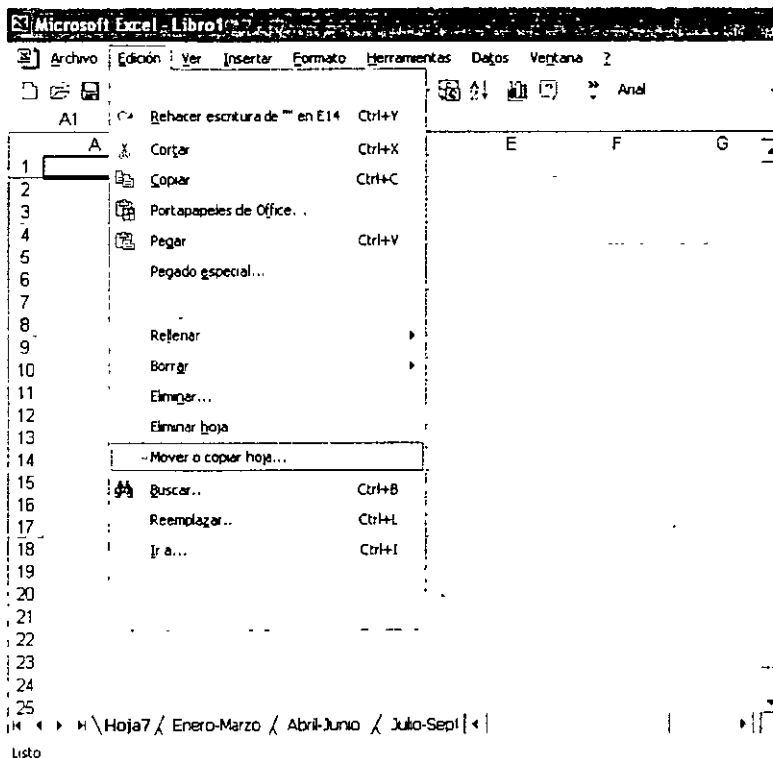 Microsoft Excel - Libro1
Archivo Edición Ver Insertar Formato Herramientas Datos Ventana ?
» Arial
A1
A E F G
Rehacer escritura de "" en E14 Ctrl+Y
Cortar Ctrl+X
Copiar Ctrl+C
Portapapeles de Office...
Pegar Ctrl+V
Pegado especial...
Rellenar
Borrar
Eliminar...
Eliminar hoja
Mover o copiar hoja...
Buscar... Ctrl+B
Reemplazar... Ctrl+L
Ir a... Ctrl+I
1
2
3
4
5
6
7
8
9
10
11
12
13
14
15
16
17
18
19
20
21
22
23
24
25
Hoja7 / Enero-Marzo / Abril-Junio / Julio-Sept
Listo